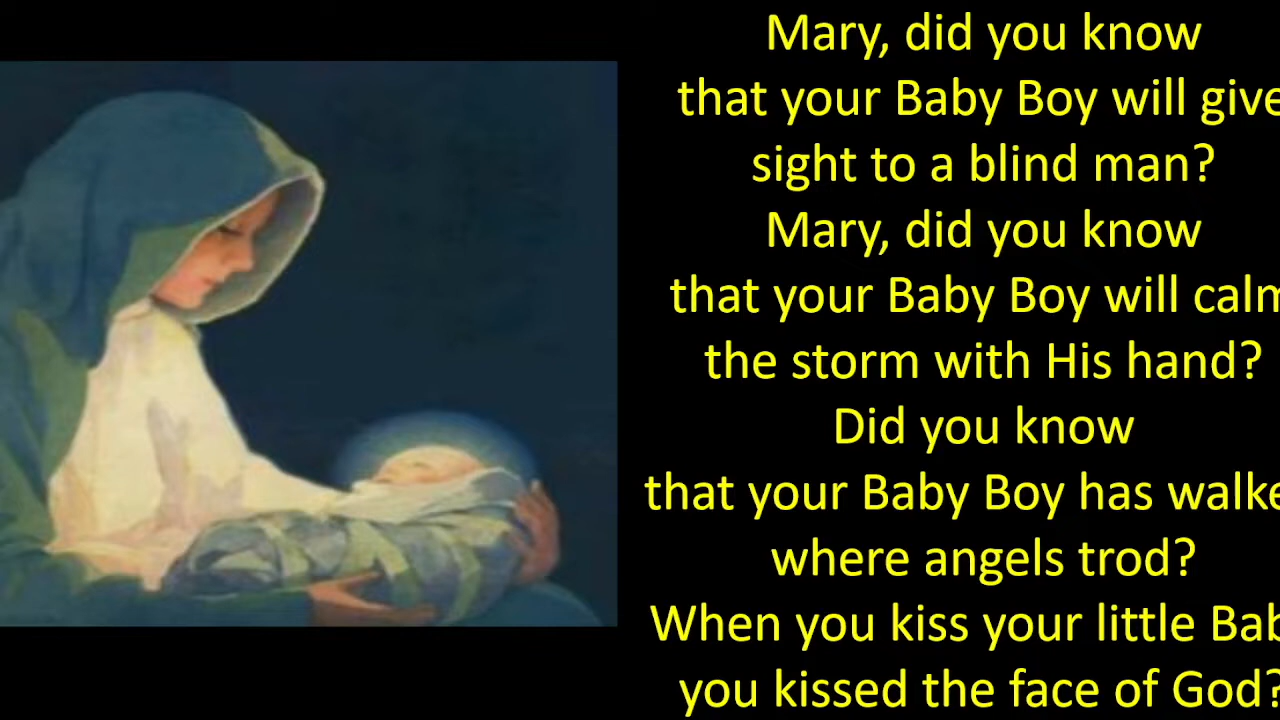 Mary, did you know
that your Baby Boy will give
sight to a blind man?
Mary, did you know
that your Baby Boy will calm
the storm with His hand?
Did you know
that your Baby Boy has walke
where angels trod?
When you kiss your little Bab
you kissed the face of God?